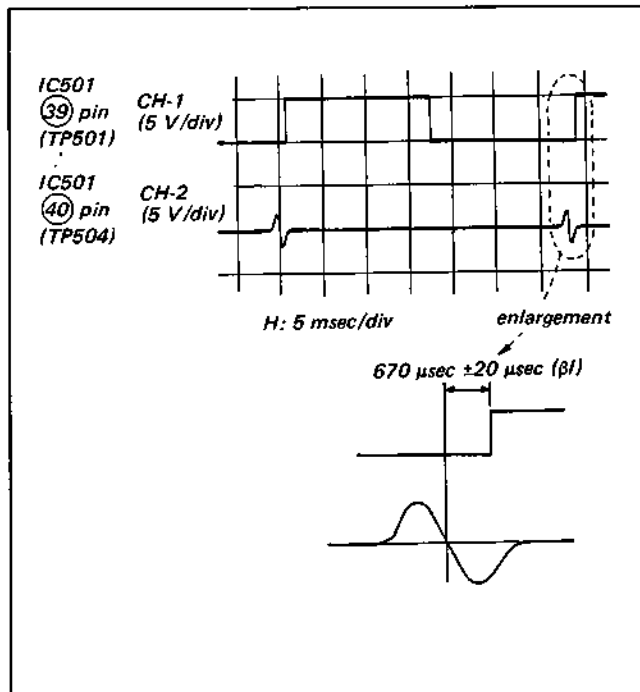 IC501
39 pin CH-1
(TP501) (5 V/div)
IC501
40 pin CH-2
(TP504) (5 V/div)
H: 5 msec/div
enlargement
670 μsec ±20 μsec (βI)